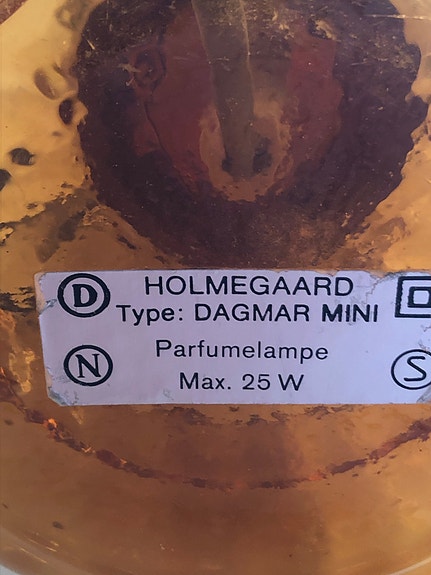 D HOLMEGAARD
Type: DAGMAR MINI
N Parfumelampe S
Max. 25 W